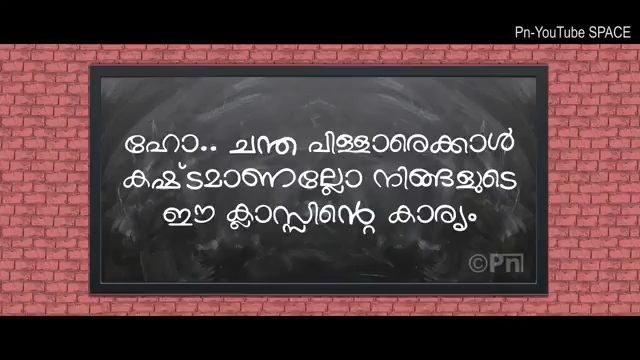 Pn-YouTube SPACE
ഹോ.. ചന്ത പിള്ളാരെക്കാൾ
കഷ്ടമാണല്ലോ നിങ്ങളുടെ
ഈ ക്ലാസ്സിന്റെ കാര്യം
©Pn